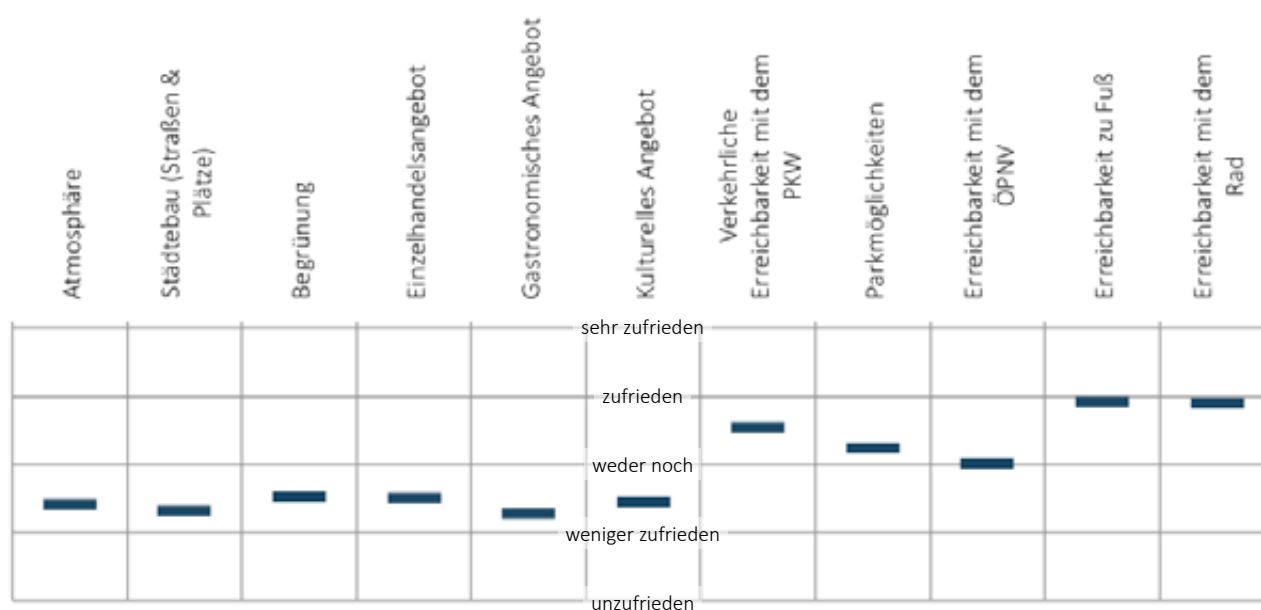 Atmosphäre
Städtebau (Straßen &
Plätze)
Begrünung
Einzelhandelsangebot
Gastronomisches Angebot
Kulturelles Angebot
Verkehrliche
Erreichbarkeit mit dem
PKW
Parkmöglichkeiten
Erreichbarkeit mit dem
ÖPNV
Erreichbarkeit zu Fuß
Erreichbarkeit mit dem
Rad
sehr zufrieden
zufrieden
weder noch
weniger zufrieden
unzufrieden